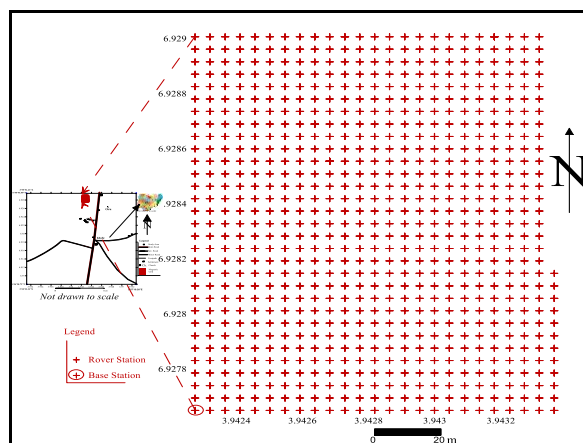 6.929
6.9288
6.9286
6.9284
6.9282
6.928
6.9278
N
N
Not drawn to scale
Legend
Rover Station
Base Station
3.9424
3.9426
3.9428
3.943
3.9432
0
20 m